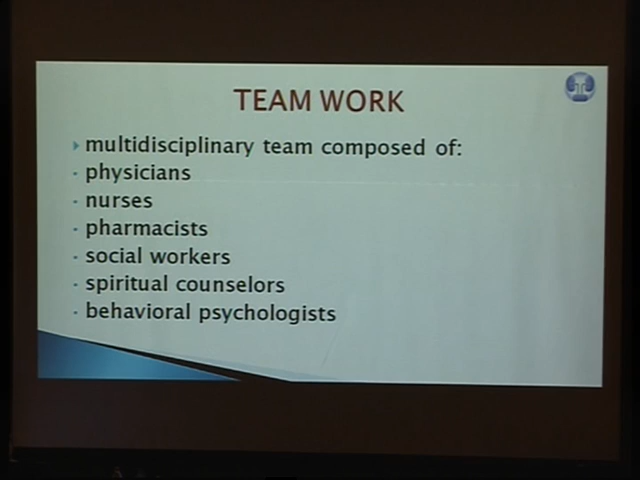 TEAM WORK
multidisciplinary team composed of:
- physicians
- nurses
- pharmacists
- social workers
- spiritual counselors
- behavioral psychologists